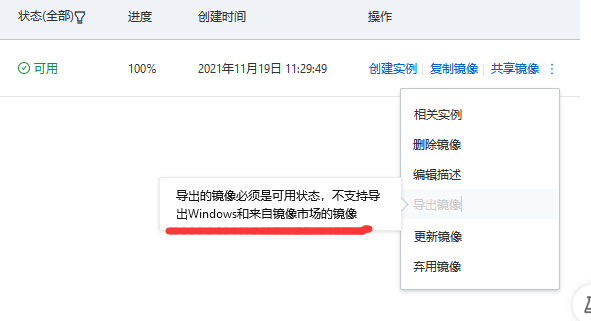 状态(全部) 进度 创建时间 操作
可用 100% 2021年11月19日 11:29:49 创建实例 复制镜像 共享镜像
相关实例
删除镜像
编辑描述
导出镜像
导出的镜像必须是可用状态，不支持导
出Windows和来自镜像市场的镜像
更新镜像
弃用镜像